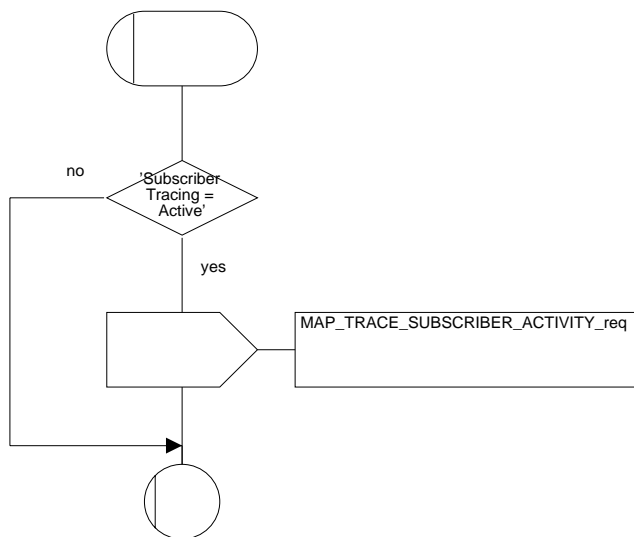 no
'Subscriber
Tracing =
Active'
yes
MAP_TRACE_SUBSCRIBER_ACTIVITY_req